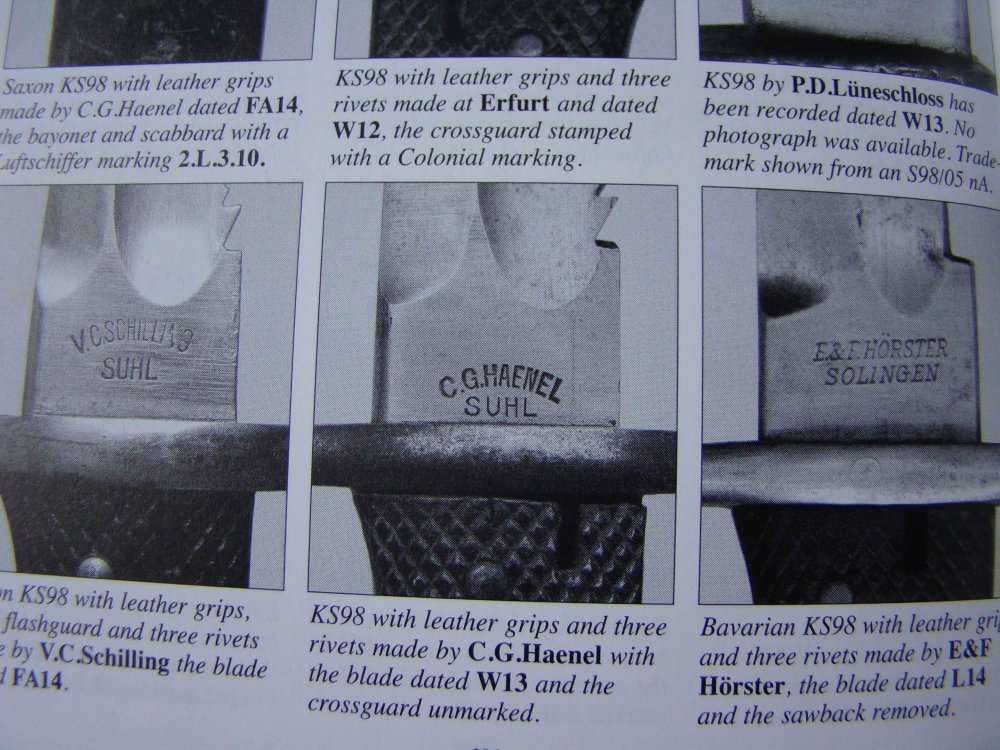 Saxon KS98 with leather grips
made by C.G.Haenel dated FA14,
the bayonet and scabbard with a
Luftschiffer marking 2.L.3.10.
KS98 with leather grips and three
rivets made at Erfurt and dated
W12, the crossguard stamped
with a Colonial marking.
KS98 by P.D.Lüneschloss has
been recorded dated W13. No
photograph was available. Trade-
mark shown from an S98/05 nA.
V.C.SCHILLING
SUHL
C.G.HAENEL
SUHL
E.&F.HÖRSTER
SOLINGEN
KS98 with leather grips,
flashguard and three rivets
by V.C.Schilling the blade
FA14.
KS98 with leather grips and three
rivets made by C.G.Haenel with
the blade dated W13 and the
crossguard unmarked.
Bavarian KS98 with leather
and three rivets made by E&F
Hörster, the blade dated L14
and the sawback removed.